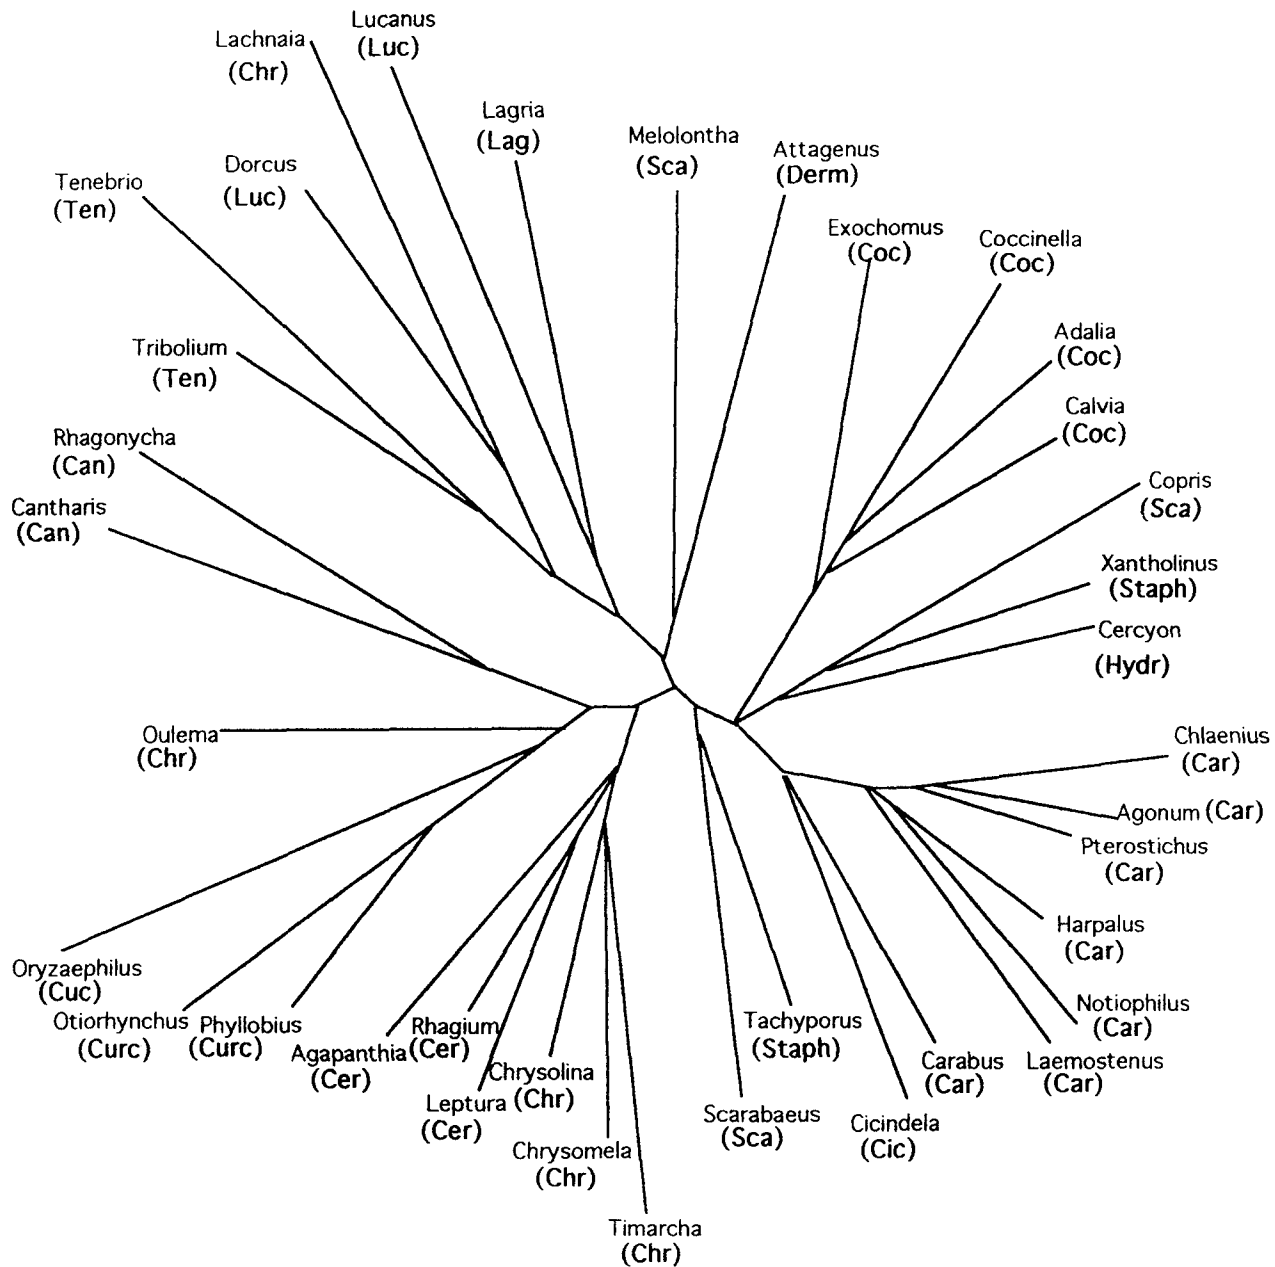 Lucanus
(Luc)
Lachnaia
(Chr)
Lagria
(Lag)
Melolontha
(Sca)
Attagenus
(Derm)
Dorcus
(Luc)
Tenebrio
(Ten)
Exochomus
(Coc)
Coccinella
(Coc)
Adalia
(Coc)
Tribolium
(Ten)
Calvia
(Coc)
Rhagonycha
(Can)
Copris
(Sca)
Cantharis
(Can)
Xantholinus
(Staph)
Cercyon
(Hydr)
Oulema
(Chr)
Chlaenius
(Car)
Agonum (Car)
Pterostichus
(Car)
Harpalus
(Car)
Oryzaephilus
(Cuc)
Otiorhynchus
(Curc)
Phyllobius
(Curc)
Agapanthia
(Cer)
Rhagium
(Cer)
Leptura
(Cer)
Chrysolina
(Chr)
Chrysomela
(Chr)
Timarcha
(Chr)
Tachyporus
(Staph)
Scarabaeus
(Sca)
Cicindela
(Cic)
Carabus
(Car)
Laemostenus
(Car)
Notiophilus
(Car)